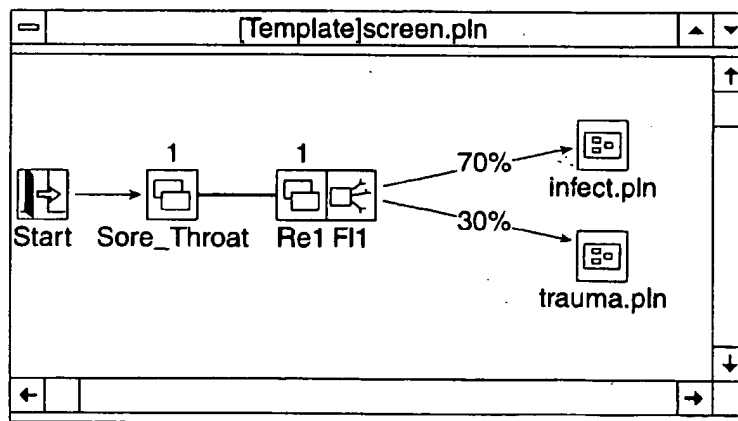 [Template]screen.pln
1
1
70%
infect.pln
Start
Sore_Throat
Re1 Fl1
30%
trauma.pln